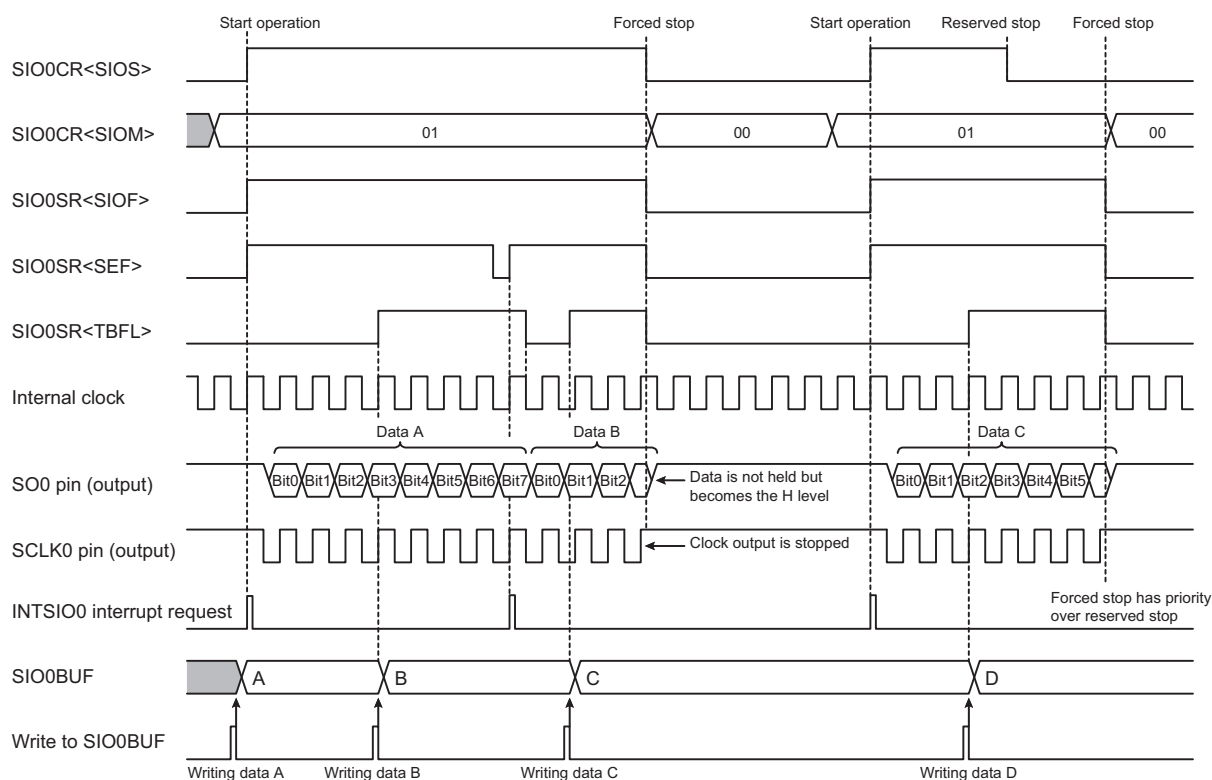 Start operation Forced stop Start operation Reserved stop Forced stop
SIO0CR<SIOS>
SIO0CR<SIOM> 01 00 01 00
SIO0SR<SIOF>
SIO0SR<SEF>
SIO0SR<TBFL>
Internal clock
Data A Data B Data C
SO0 pin (output) Bit0 Bit1 Bit2 Bit3 Bit4 Bit5 Bit6 Bit7 Bit0 Bit1 Bit2 Data is not held but Bit0 Bit1 Bit2 Bit3 Bit4 Bit5
becomes the H level
SCLK0 pin (output) Clock output is stopped
INTSIO0 interrupt request Forced stop has priority
over reserved stop
SIO0BUF A B C D
Write to SIO0BUF
Writing data A Writing data B Writing data C Writing data D